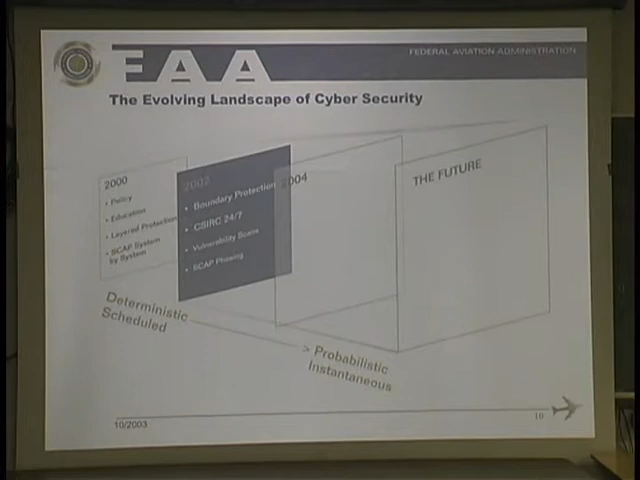 FAA
FEDERAL AVIATION ADMINISTRATION
The Evolving Landscape of Cyber Security
2000
• Policy
• Education
• Layered Protection
• SCAP System
by System
2002
• Boundary Protection
• CSIRC 24/7
• Vulnerability Scans
• SCAP Phasing
2004
THE FUTURE
Deterministic
Scheduled
> Probabilistic
Instantaneous
10/2003
10